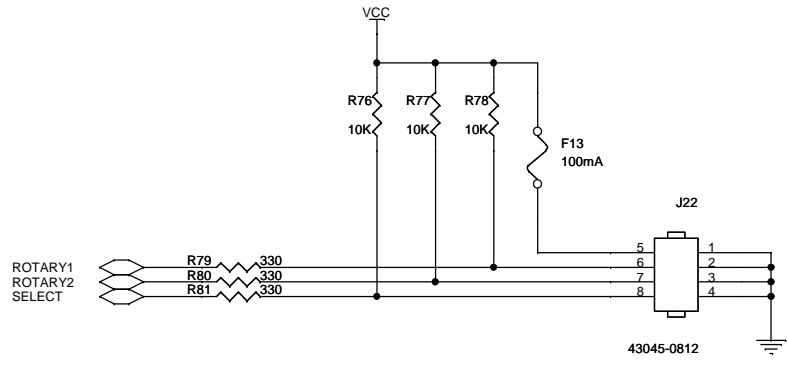 VCC
R76 R77 R78
10K 10K 10K
F13
100mA
J22
5 1
ROTARY1 R79 330 6 2
ROTARY2 R80 330 7 3
SELECT R81 330 8 4
43045-0812